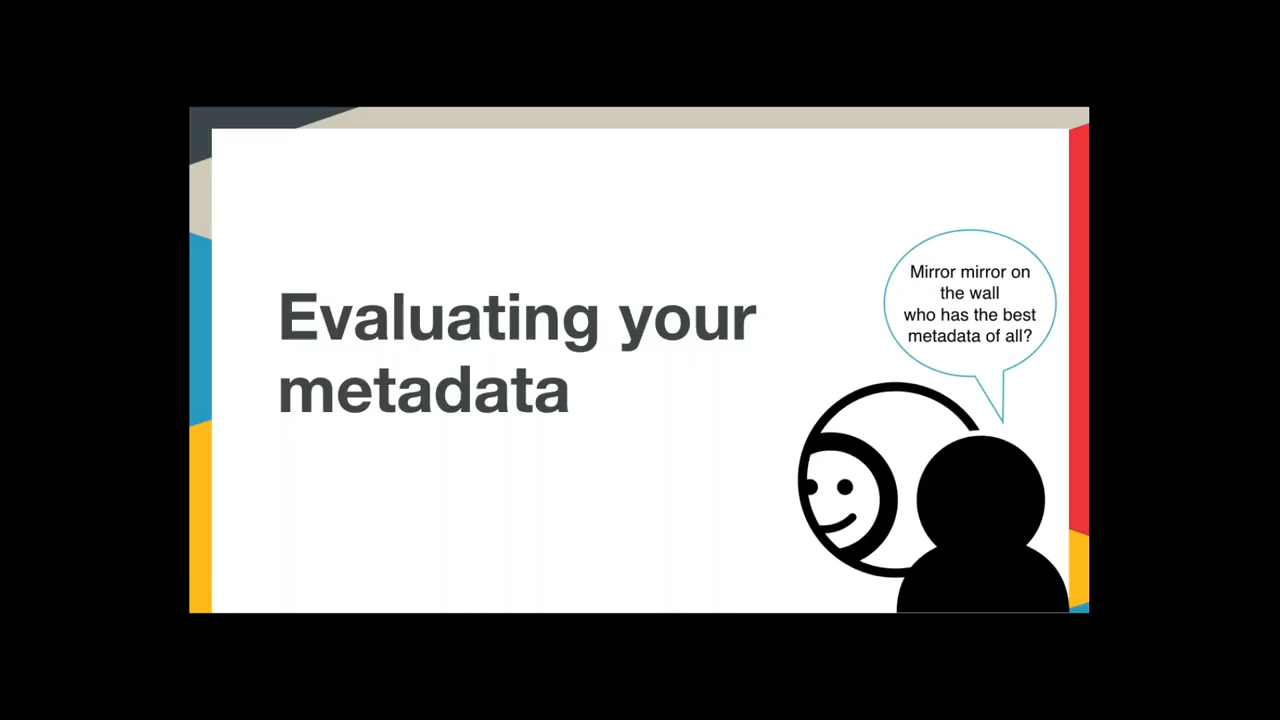 Evaluating your
metadata
Mirror mirror on
the wall
who has the best
metadata of all?